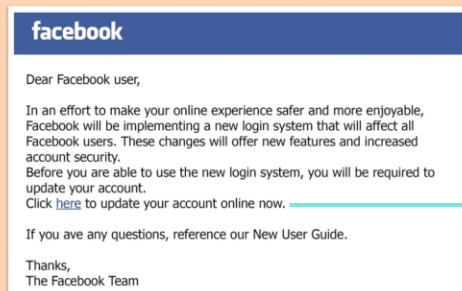 facebook
Dear Facebook user,
In an effort to make your online experience safer and more enjoyable,
Facebook will be implementing a new login system that will affect all
Facebook users. These changes will offer new features and increased
account security.
Before you are able to use the new login system, you will be required to
update your account.
Click here to update your account online now.
If you ave any questions, reference our New User Guide.
Thanks,
The Facebook Team